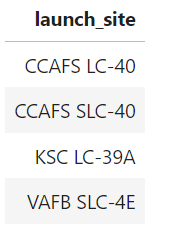 launch_site
CCAFS LC-40
CCAFS SLC-40
KSC LC-39A
VAFB SLC-4E